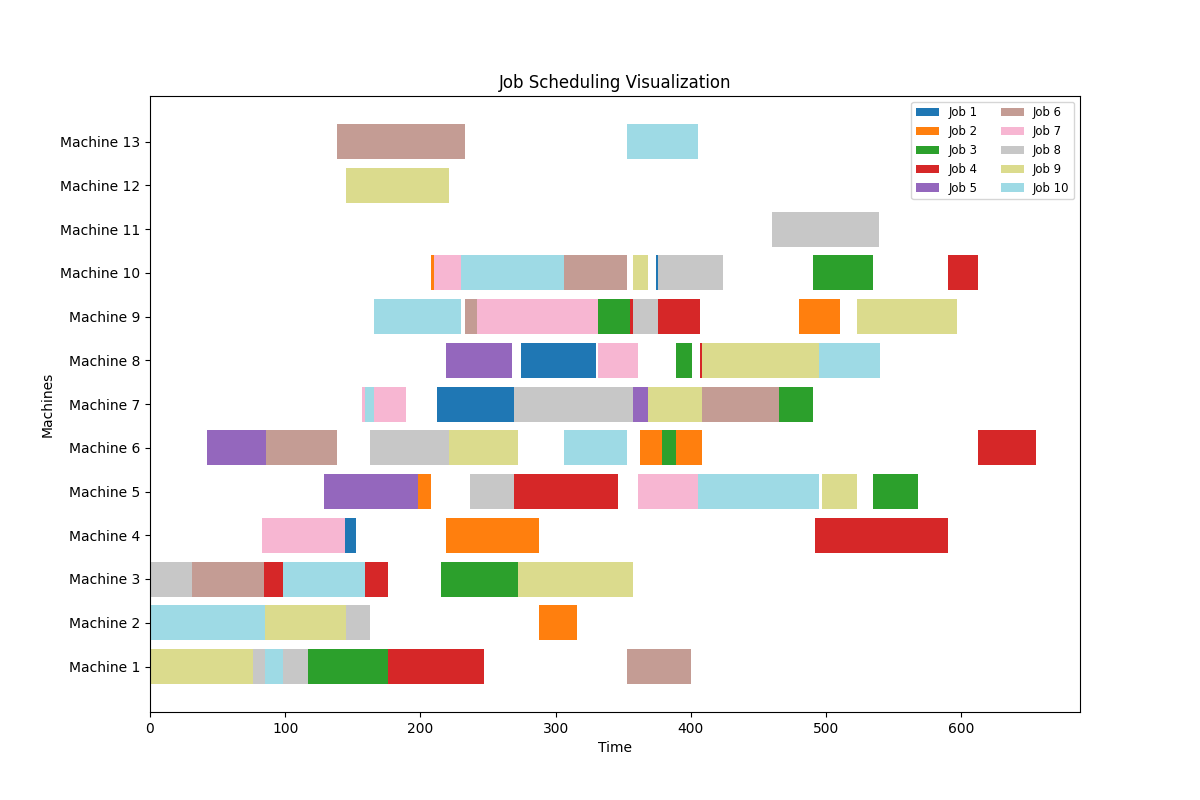 Job Scheduling Visualization
Job 1
Job 2
Job 3
Job 4
Job 5
Job 6
Job 7
Job 8
Job 9
Job 10
Machines
Machine 13
Machine 12
Machine 11
Machine 10
Machine 9
Machine 8
Machine 7
Machine 6
Machine 5
Machine 4
Machine 3
Machine 2
Machine 1
0 100 200 300 400 500 600
Time